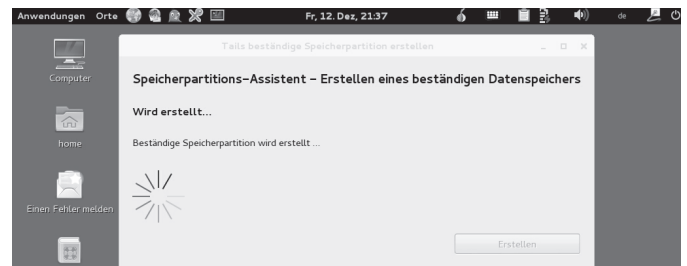 Anwendungen Orte Fr, 12. Dez, 21:37 de
Tails beständige Speicherpartition erstellen
Computer
Speicherpartitions-Assistent - Erstellen eines beständigen Datenspeichers
Wird erstellt...
home
Beständige Speicherpartition wird erstellt ...
Einen Fehler melden
Erstellen